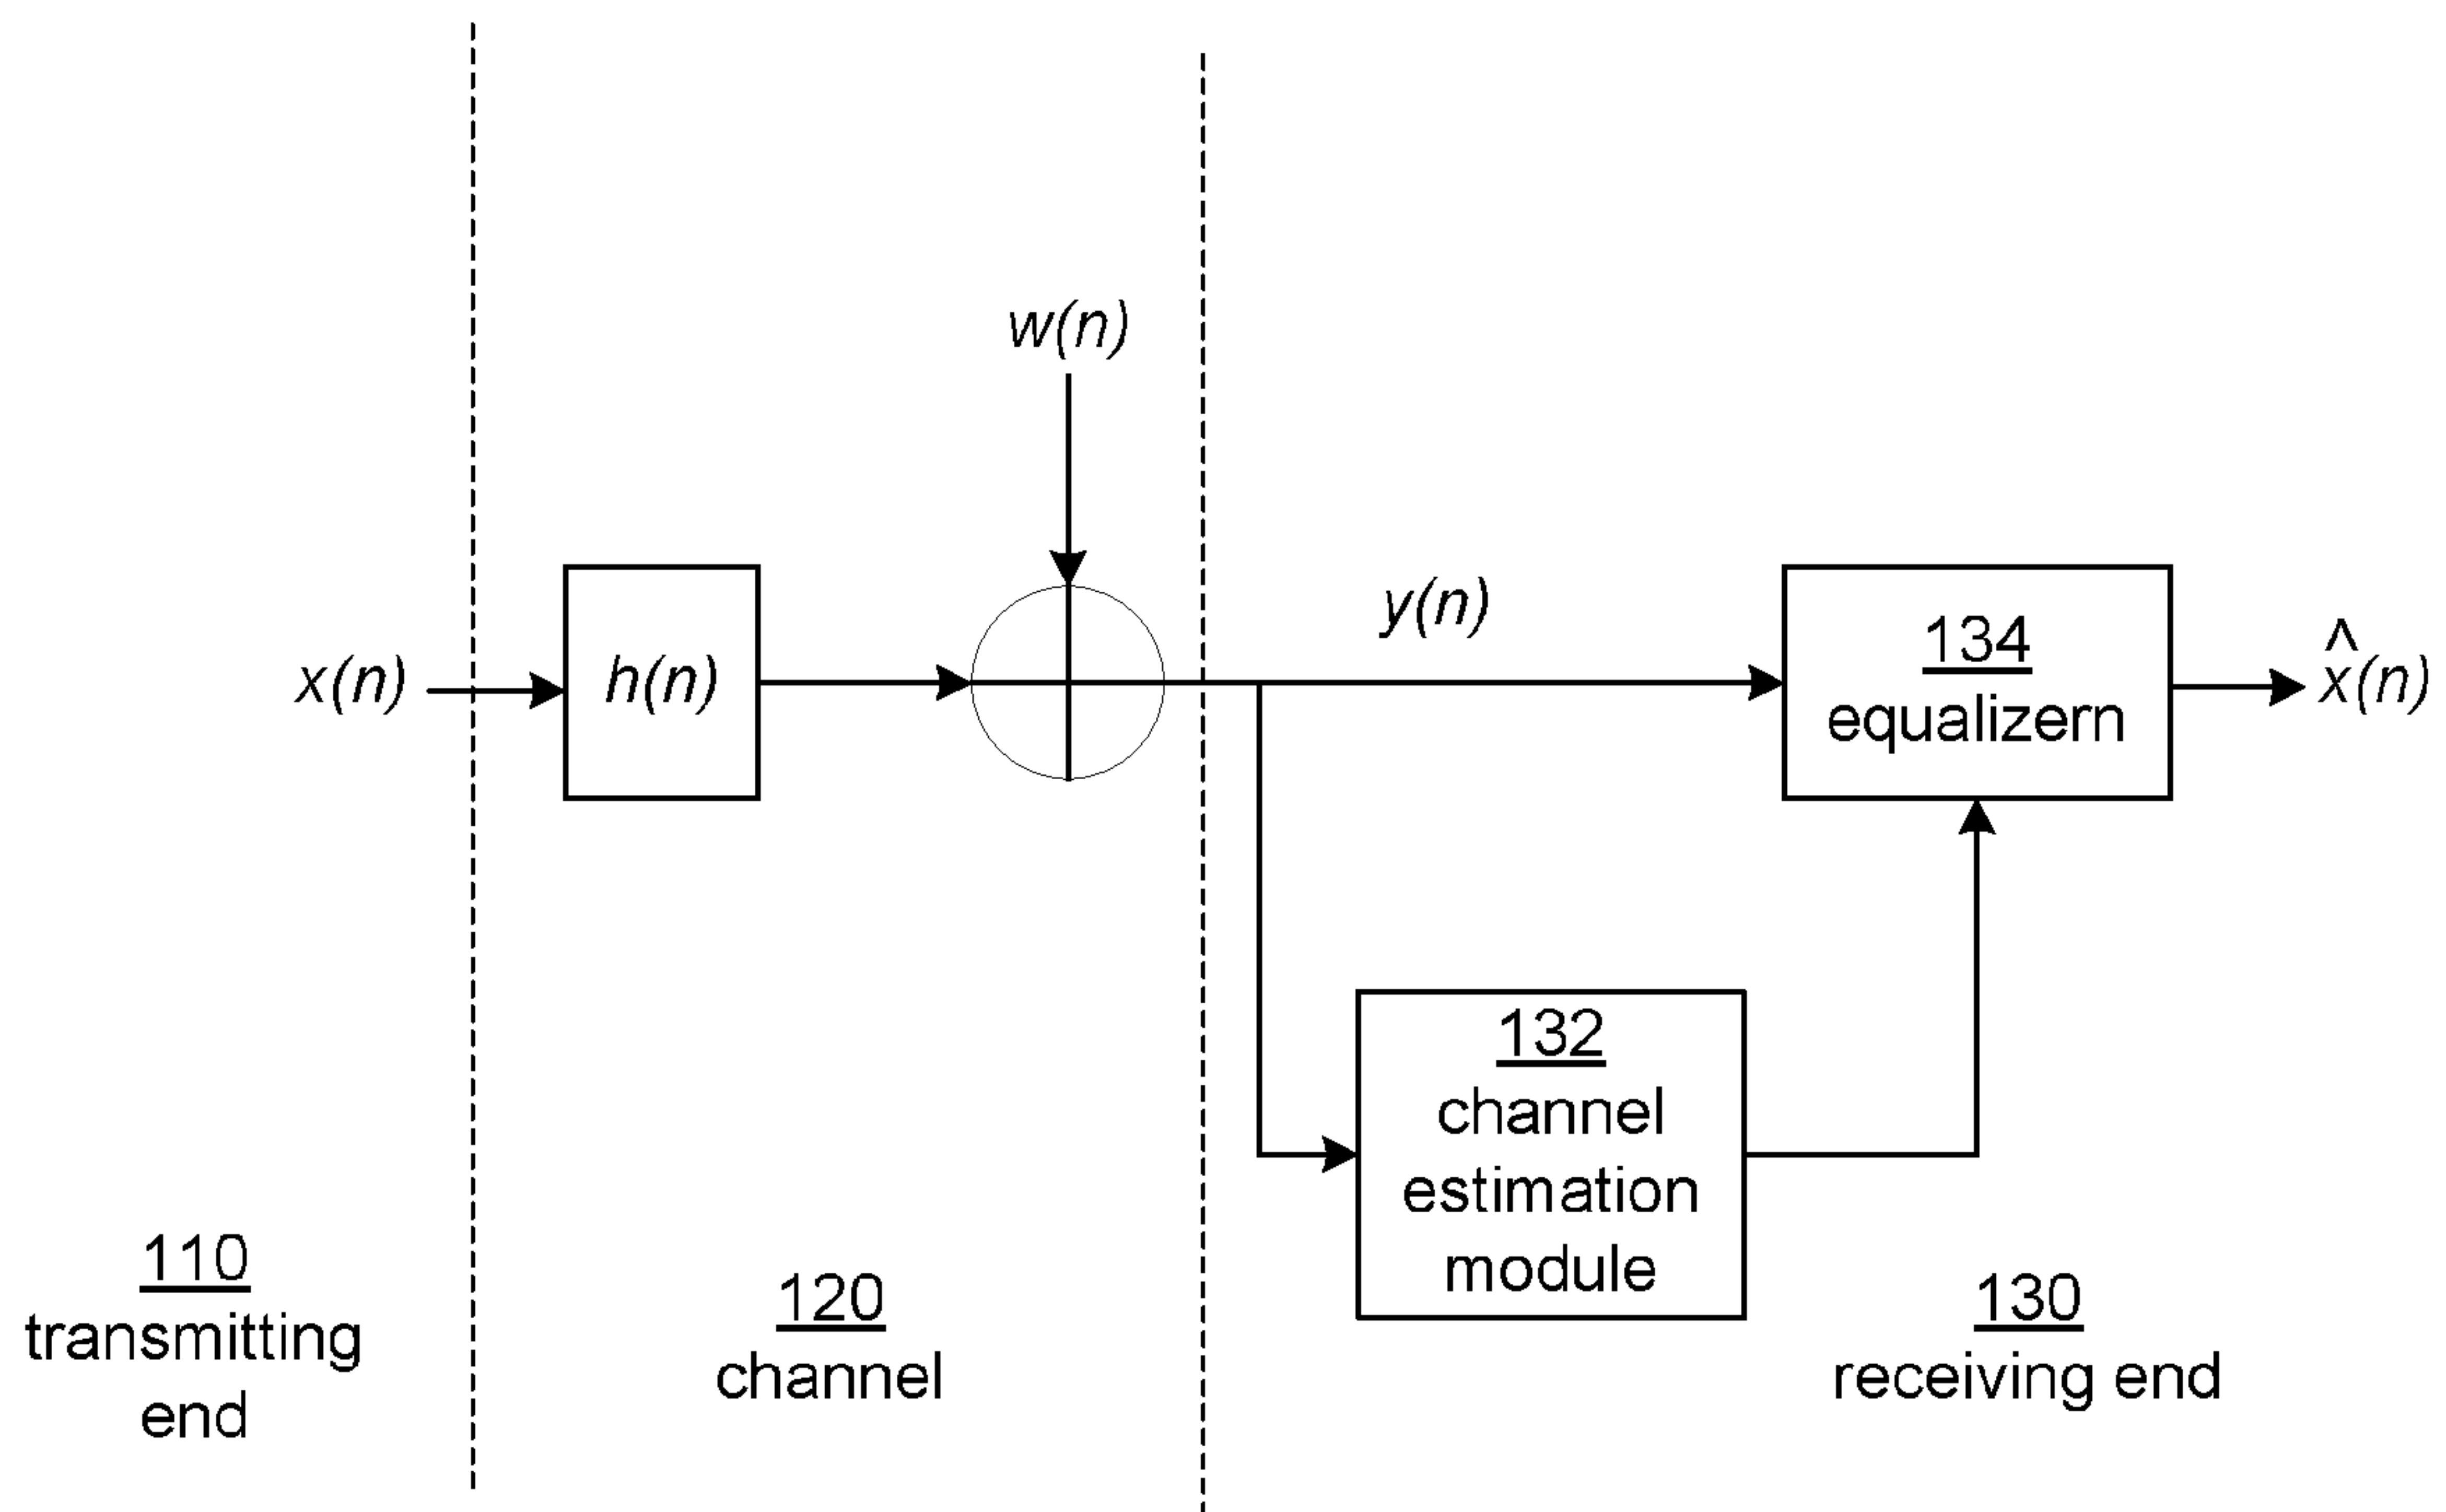 w(n)
y(n)
x(n)
h(n)
134
equalizern
x̂(n)
132
channel
estimation
module
110
transmitting
end
120
channel
130
receiving end